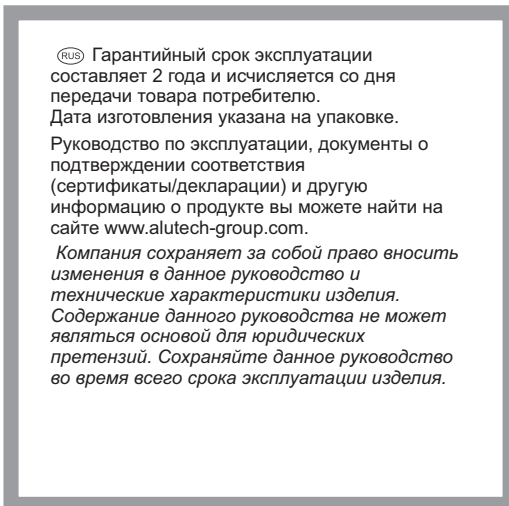 RUS Гарантийный срок эксплуатации
составляет 2 года и исчисляется со дня
передачи товара потребителю.
Дата изготовления указана на упаковке.
Руководство по эксплуатации, документы о
подтверждении соответствия
(сертификаты/декларации) и другую
информацию о продукте вы можете найти на
сайте www.alutech-group.com.
Компания сохраняет за собой право вносить
изменения в данное руководство и
технические характеристики изделия.
Содержание данного руководства не может
являться основой для юридических
претензий. Сохраняйте данное руководство
во время всего срока эксплуатации изделия.